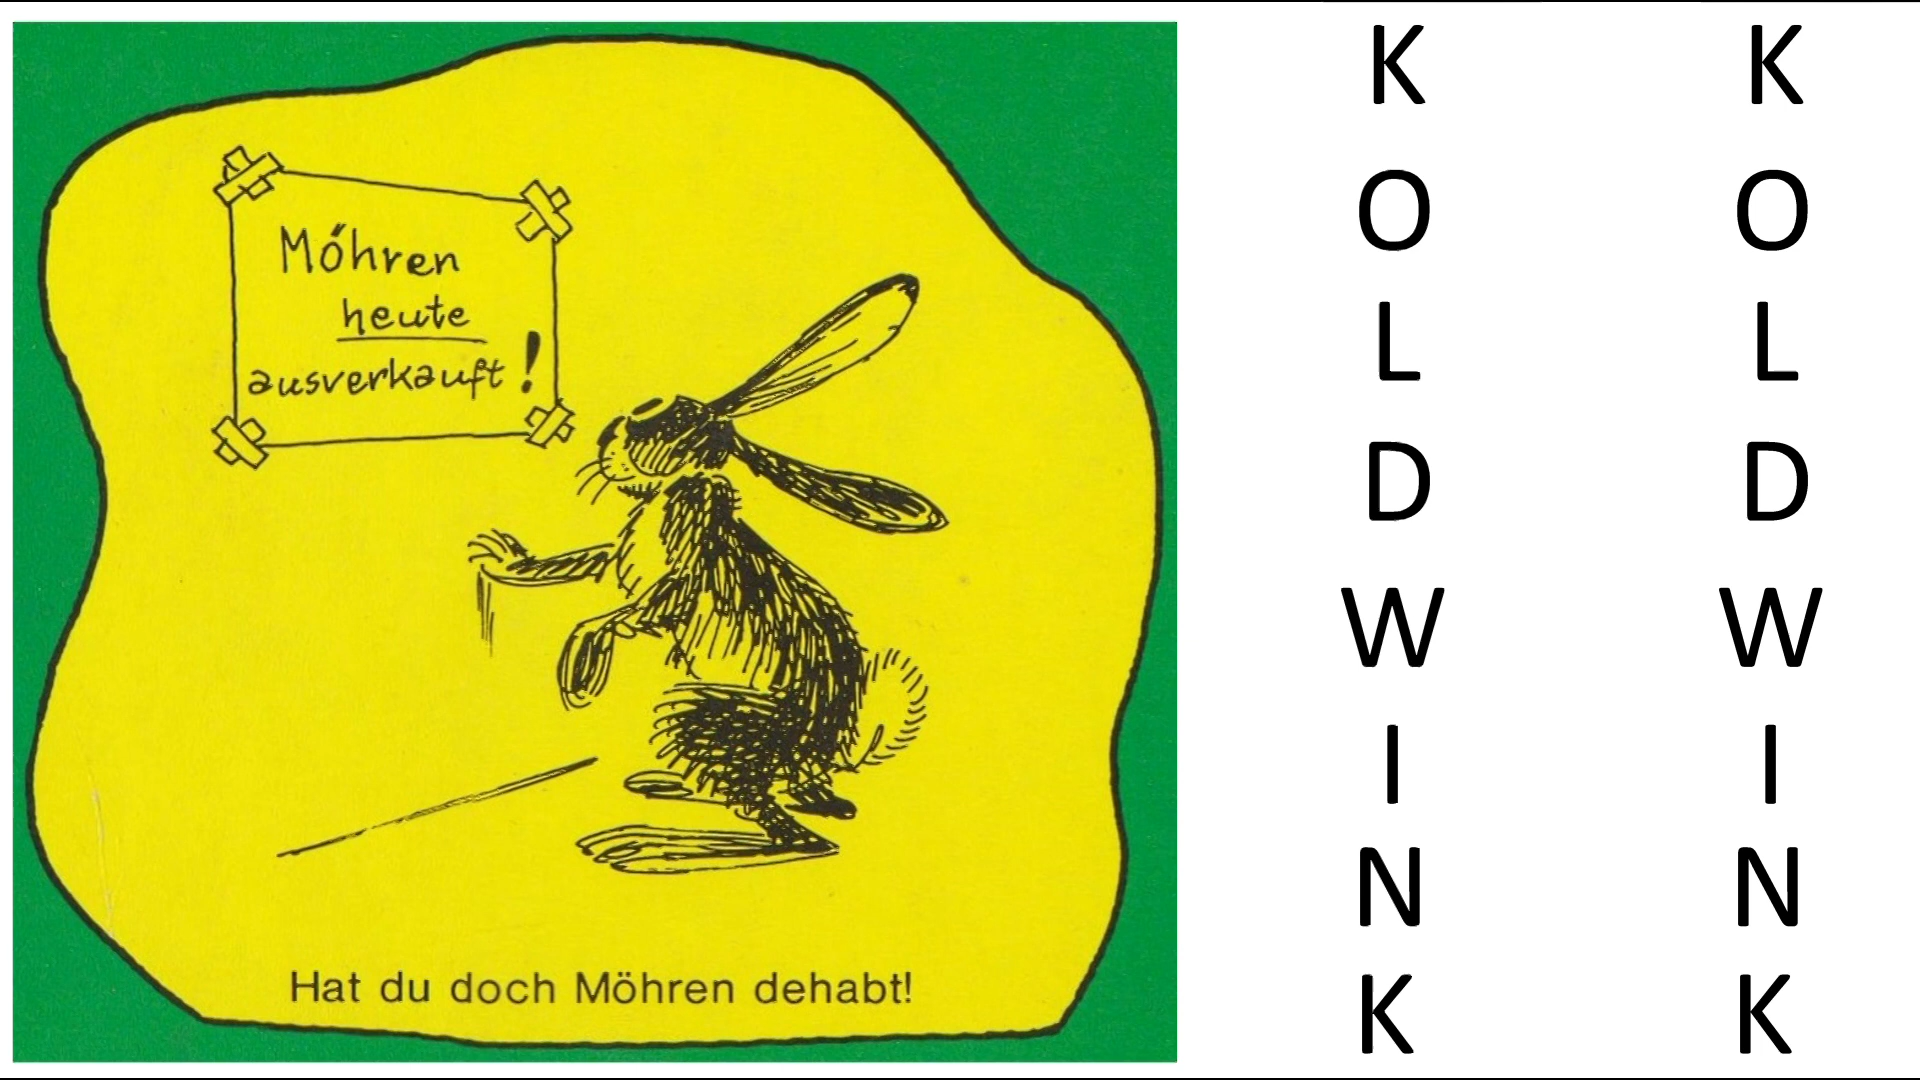 Möhren
heute
ausverkauft!
Hat du doch Möhren dehabt!
K
O
L
D
W
I
N
K
K
O
L
D
W
I
N
K